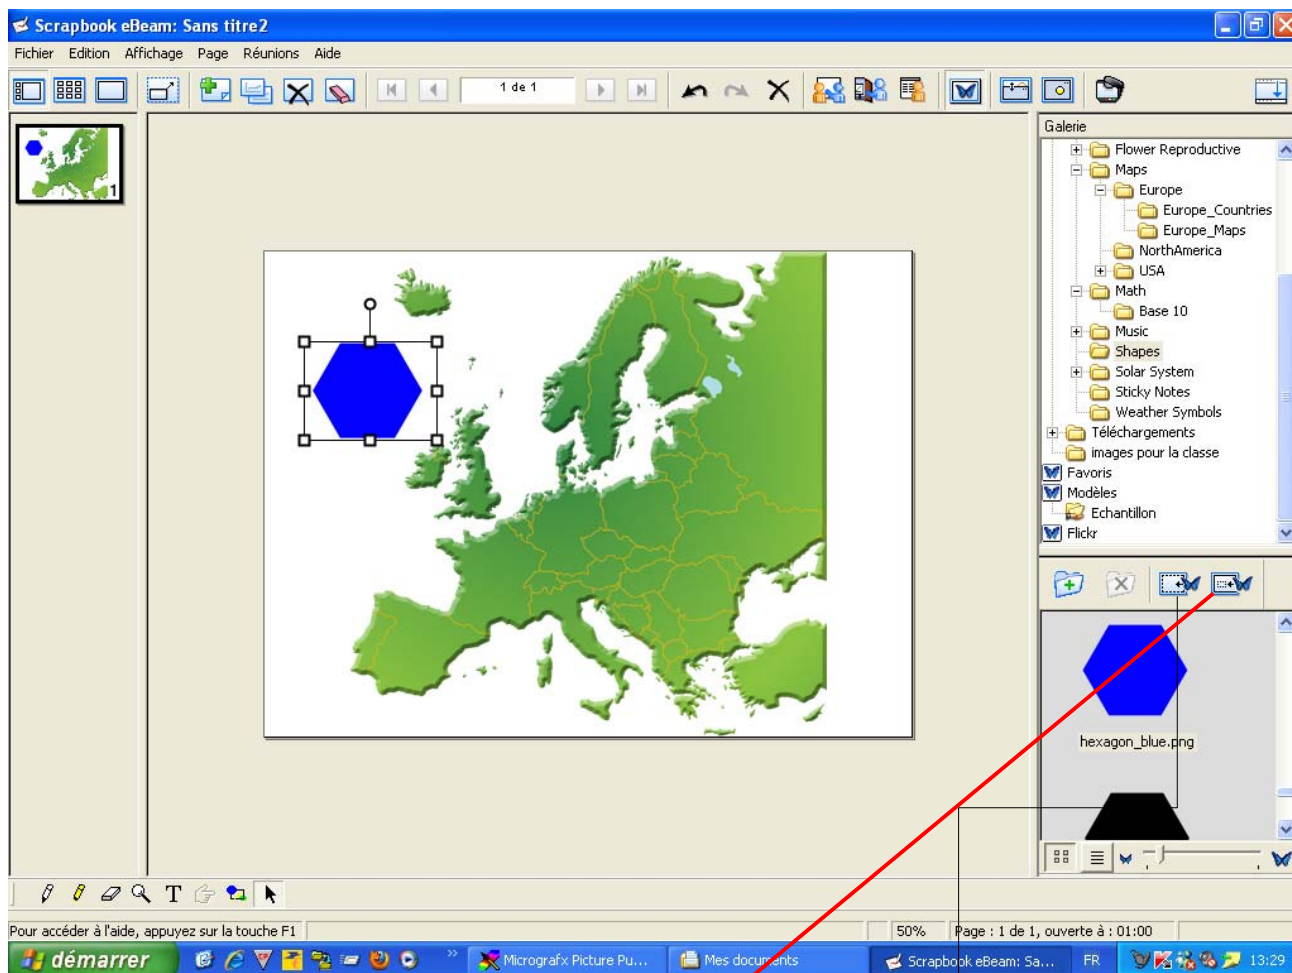 Scrapbook eBeam: Sans titre2
Fichier Edition Affichage Page Réunions Aide
1 de 1
1
Galerie
Flower Reproductive
Maps
Europe
Europe_Countries
Europe_Maps
NorthAmerica
USA
Math
Base 10
Music
Shapes
Solar System
Sticky Notes
Weather Symbols
Téléchargements
images pour la classe
Favoris
Modèles
Echantillon
Flickr
hexagon_blue.png
T
Pour accéder à l'aide, appuyez sur la touche F1
50%
Page : 1 de 1, ouverte à : 01:00
démarrer
Micrografx Picture Pu...
Mes documents
Scrapbook eBeam: Sa...
FR
13:29